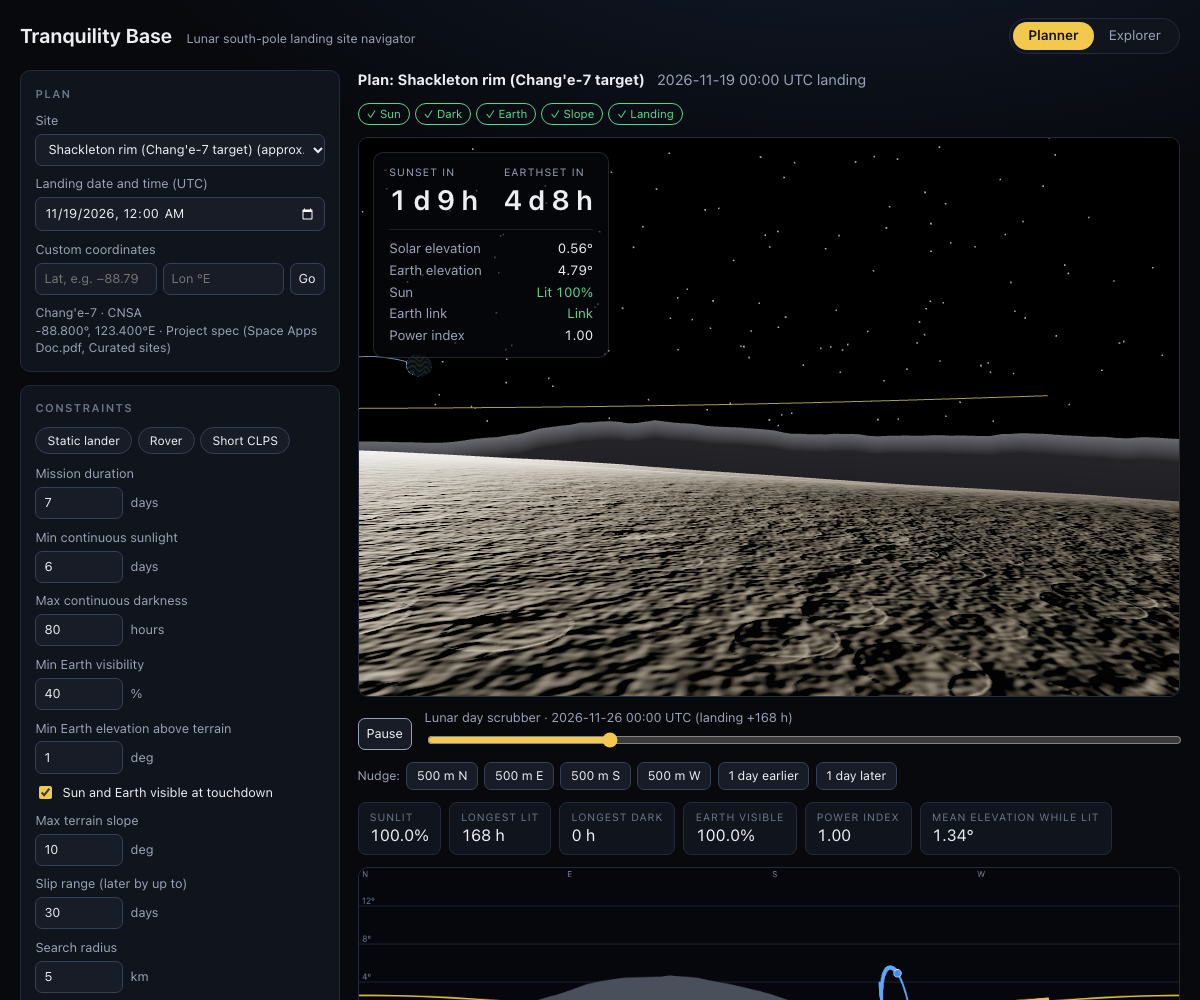 Tranquility Base
Lunar south-pole landing site navigator
Planner
Explorer
PLAN
Site
Shackleton rim (Chang'e-7 target) (approx.
Landing date and time (UTC)
11/19/2026, 12:00 AM
Custom coordinates
Lat, e.g. −88.79
Lon °E
Go
Chang'e-7 · CNSA
-88.800°, 123.400°E · Project spec (Space Apps
Doc.pdf, Curated sites)
CONSTRAINTS
Static lander
Rover
Short CLPS
Mission duration
7 days
Min continuous sunlight
6 days
Max continuous darkness
80 hours
Min Earth visibility
40 %
Min Earth elevation above terrain
1 deg
Sun and Earth visible at touchdown
Max terrain slope
10 deg
Slip range (later by up to)
30 days
Search radius
5 km
Plan: Shackleton rim (Chang'e-7 target) 2026-11-19 00:00 UTC landing
✓ Sun
✓ Dark
✓ Earth
✓ Slope
✓ Landing
SUNSET IN
1 d 9 h
EARTHSET IN
4 d 8 h
Solar elevation 0.56°
Earth elevation 4.79°
Sun Lit 100%
Earth link Link
Power index 1.00
Pause
Lunar day scrubber · 2026-11-26 00:00 UTC (landing +168 h)
Nudge:
500 m N
500 m E
500 m S
500 m W
1 day earlier
1 day later
SUNLIT
100.0%
LONGEST LIT
168 h
LONGEST DARK
0 h
EARTH VISIBLE
100.0%
POWER INDEX
1.00
MEAN ELEVATION WHILE LIT
1.34°
N
E
S
W
12°
8°
4°